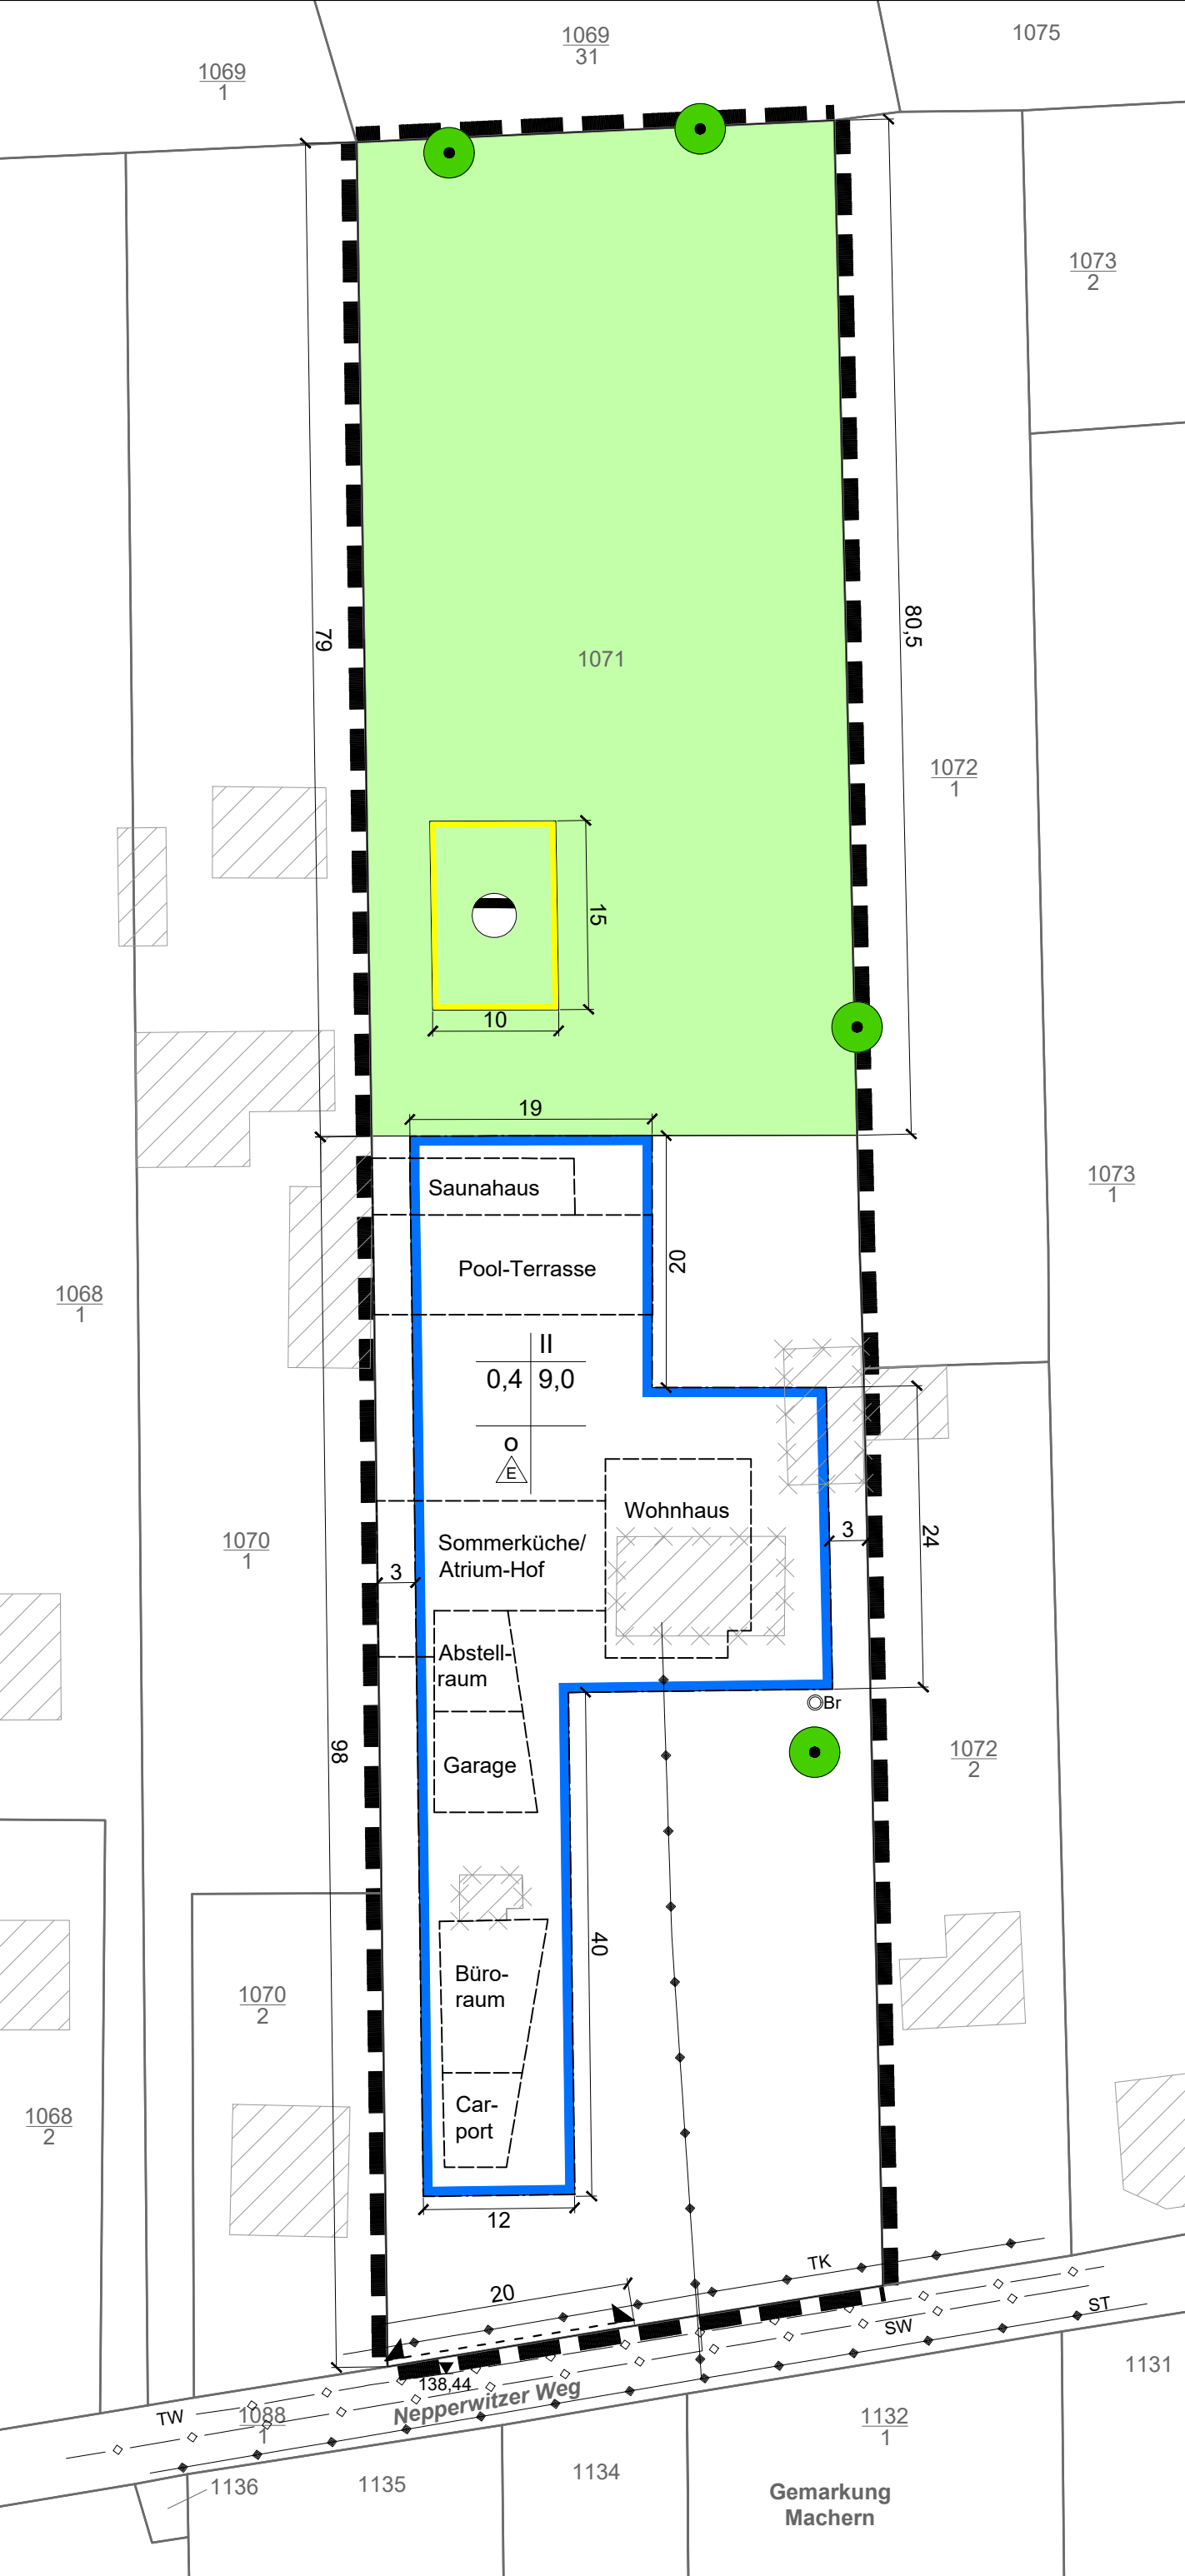 1069
31
1075
1069
1
1073
2
79
80,5
1071
1072
1
15
10
19
1073
1
Saunahaus
20
Pool-Terrasse
1068
1
II
0,4
9,0
o
E
Wohnhaus
3
24
Sommerküche/
Atrium-Hof
1070
1
3
Abstell-
raum
Br
98
Garage
1072
2
40
Büro-
raum
1070
2
Car-
port
1068
2
12
TK
20
ST
SW
138,44
Nepperwitzer Weg
TW
1088
1
1131
1132
1
1136
1135
1134
Gemarkung
Machern